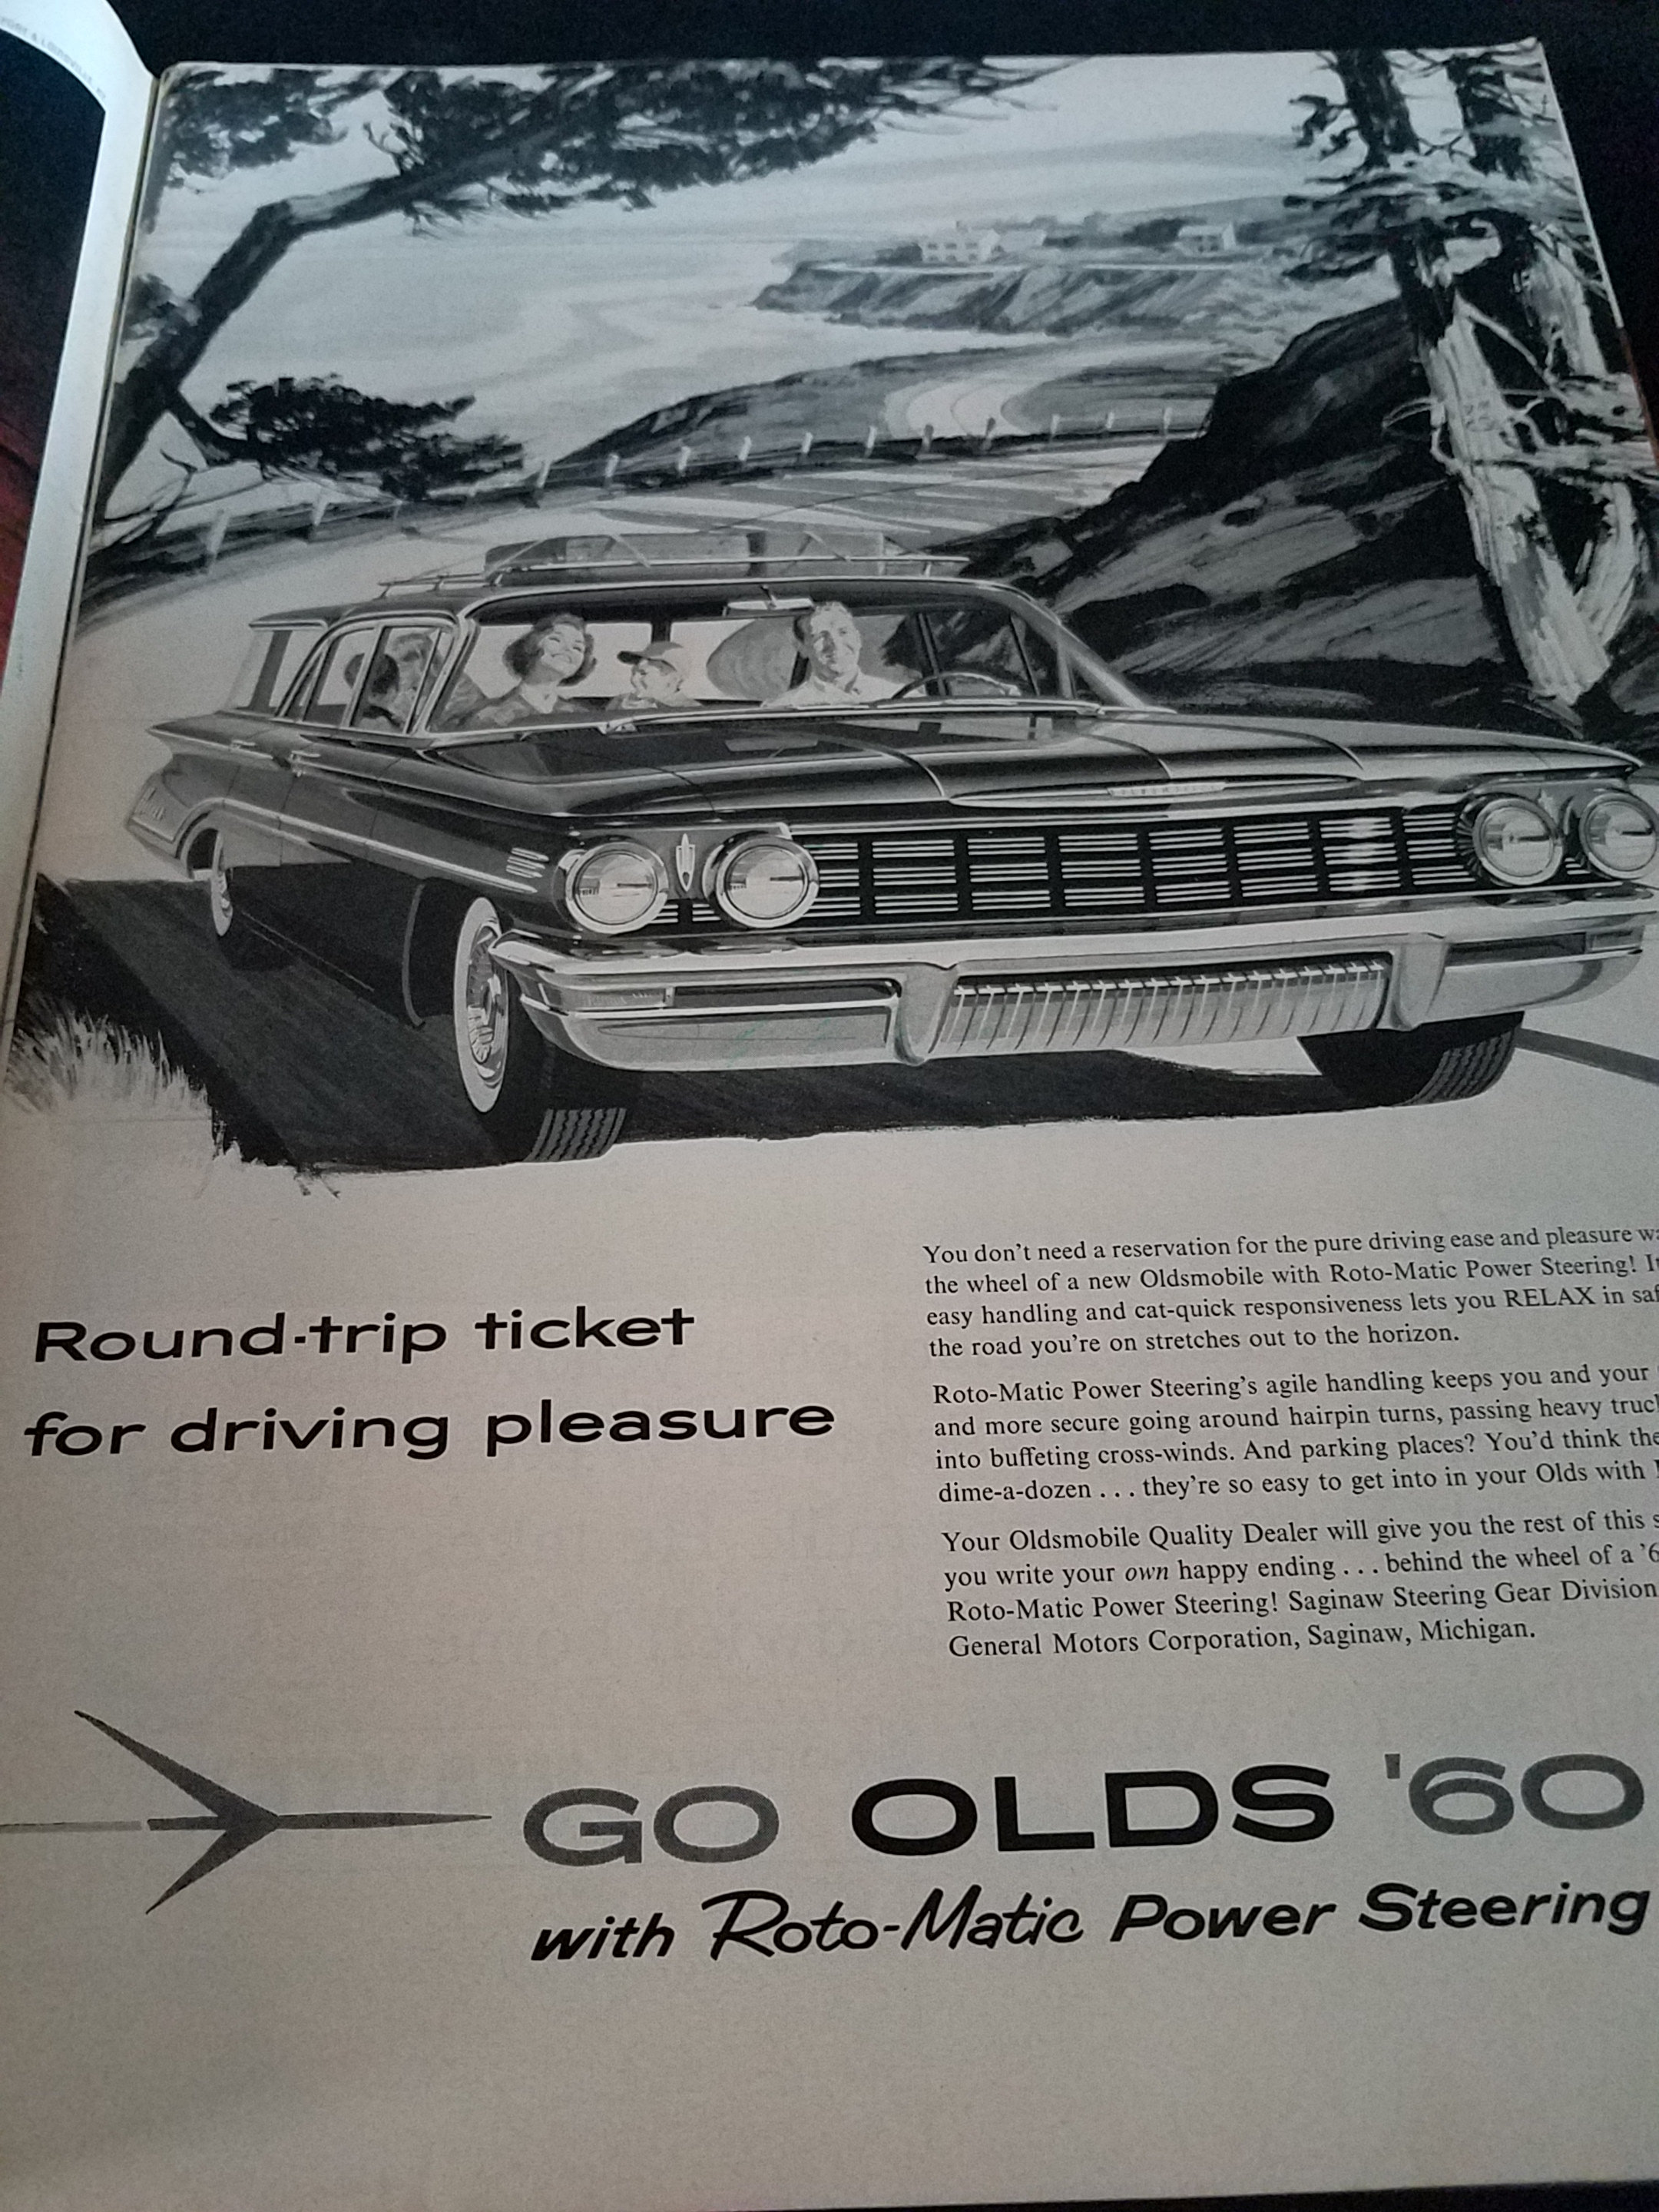 OLDSMOBILE
Round-trip ticket
for driving pleasure
You don't need a reservation for the pure driving ease and pleasure
the wheel of a new Oldsmobile with Roto-Matic Power Steering!
easy handling and cat-quick responsiveness lets you RELAX in
the road you're on stretches out to the horizon.
Roto-Matic Power Steering's agile handling keeps you and your
and more secure going around hairpin turns, passing heavy
into buffeting cross-winds. And parking places? You'd think
dime-a-dozen . . . they're so easy to get into in your Olds with
Your Oldsmobile Quality Dealer will give you the rest of this
you write your own happy ending . . . behind the wheel of a
Roto-Matic Power Steering! Saginaw Steering Gear Division
General Motors Corporation, Saginaw, Michigan.
GO OLDS '60
with Roto-Matic Power Steering